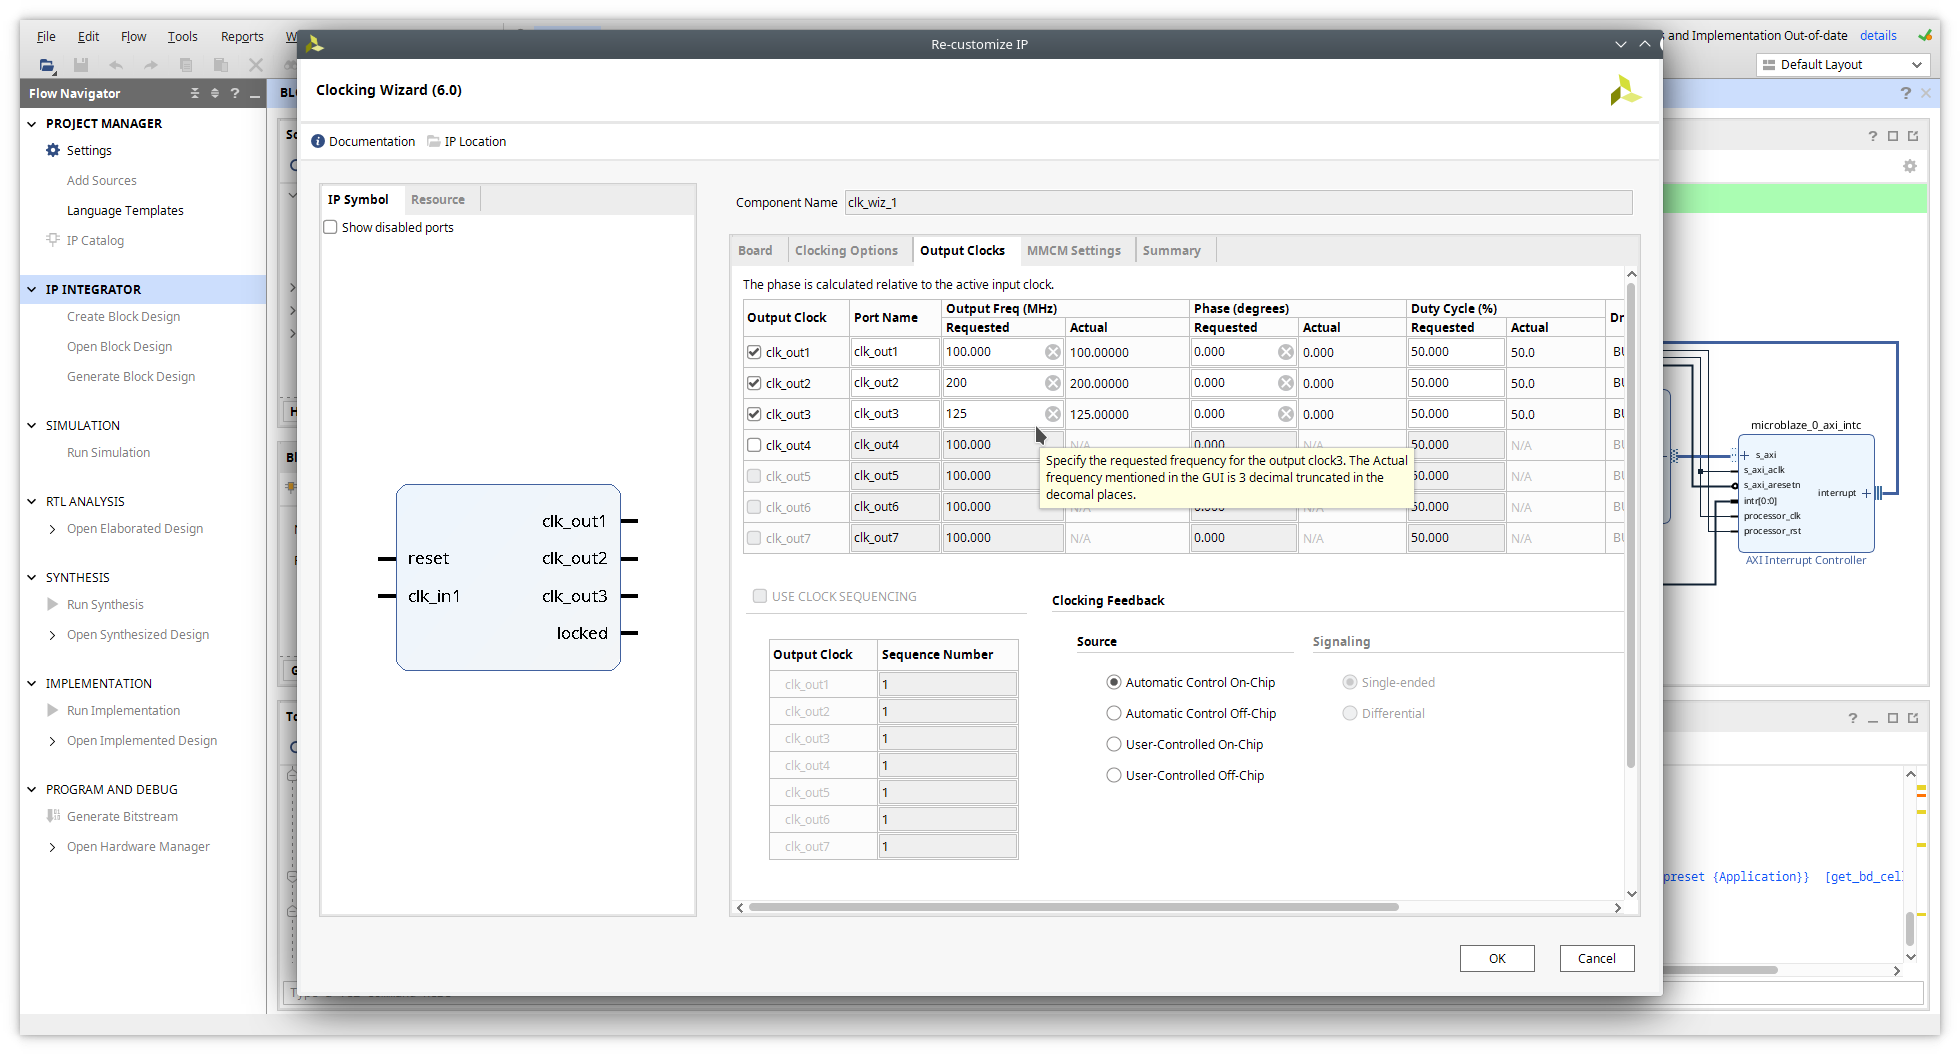 File Edit Flow Tools Reports
Re-customize IP
and Implementation Out-of-date details
Default Layout
Flow Navigator
PROJECT MANAGER
Settings
Add Sources
Language Templates
IP Catalog
IP INTEGRATOR
Create Block Design
Open Block Design
Generate Block Design
SIMULATION
Run Simulation
RTL ANALYSIS
Open Elaborated Design
SYNTHESIS
Run Synthesis
Open Synthesized Design
IMPLEMENTATION
Run Implementation
Open Implemented Design
PROGRAM AND DEBUG
Generate Bitstream
Open Hardware Manager
Clocking Wizard (6.0)
Documentation IP Location
IP Symbol Resource
Show disabled ports
reset
clk_in1
clk_out1
clk_out2
clk_out3
locked
Component Name clk_wiz_1
Board Clocking Options Output Clocks MMCM Settings Summary
The phase is calculated relative to the active input clock.
Output Clock Port Name Output Freq (MHz) Phase (degrees) Duty Cycle (%) Dr
Requested Actual Requested Actual Requested Actual
clk_out1 clk_out1 100.000 100.00000 0.000 0.000 50.000 50.0 BU
clk_out2 clk_out2 200 200.00000 0.000 0.000 50.000 50.0 BU
clk_out3 clk_out3 125 125.00000 0.000 0.000 50.000 50.0 BU
clk_out4 clk_out4 100.000 N/A 0.000 N/A 50.000 N/A BU
clk_out5 clk_out5 100.000 50.000 N/A BU
clk_out6 clk_out6 100.000 N/A 0.000 N/A 50.000 N/A BU
clk_out7 clk_out7 100.000 N/A 0.000 N/A 50.000 N/A BU
Specify the requested frequency for the output clock3. The Actual
frequency mentioned in the GUI is 3 decimal truncated in the
decomal places.
USE CLOCK SEQUENCING
Output Clock Sequence Number
clk_out1 1
clk_out2 1
clk_out3 1
clk_out4 1
clk_out5 1
clk_out6 1
clk_out7 1
Clocking Feedback
Source Signaling
Automatic Control On-Chip Single-ended
Automatic Control Off-Chip Differential
User-Controlled On-Chip
User-Controlled Off-Chip
OK Cancel
microblaze_0_axi_intc
s_axi
s_axi_aclk
s_axi_aresetn
intr[0:0]
processor_clk
processor_rst
interrupt
AXI Interrupt Controller
preset {Application}} [get_bd_cel